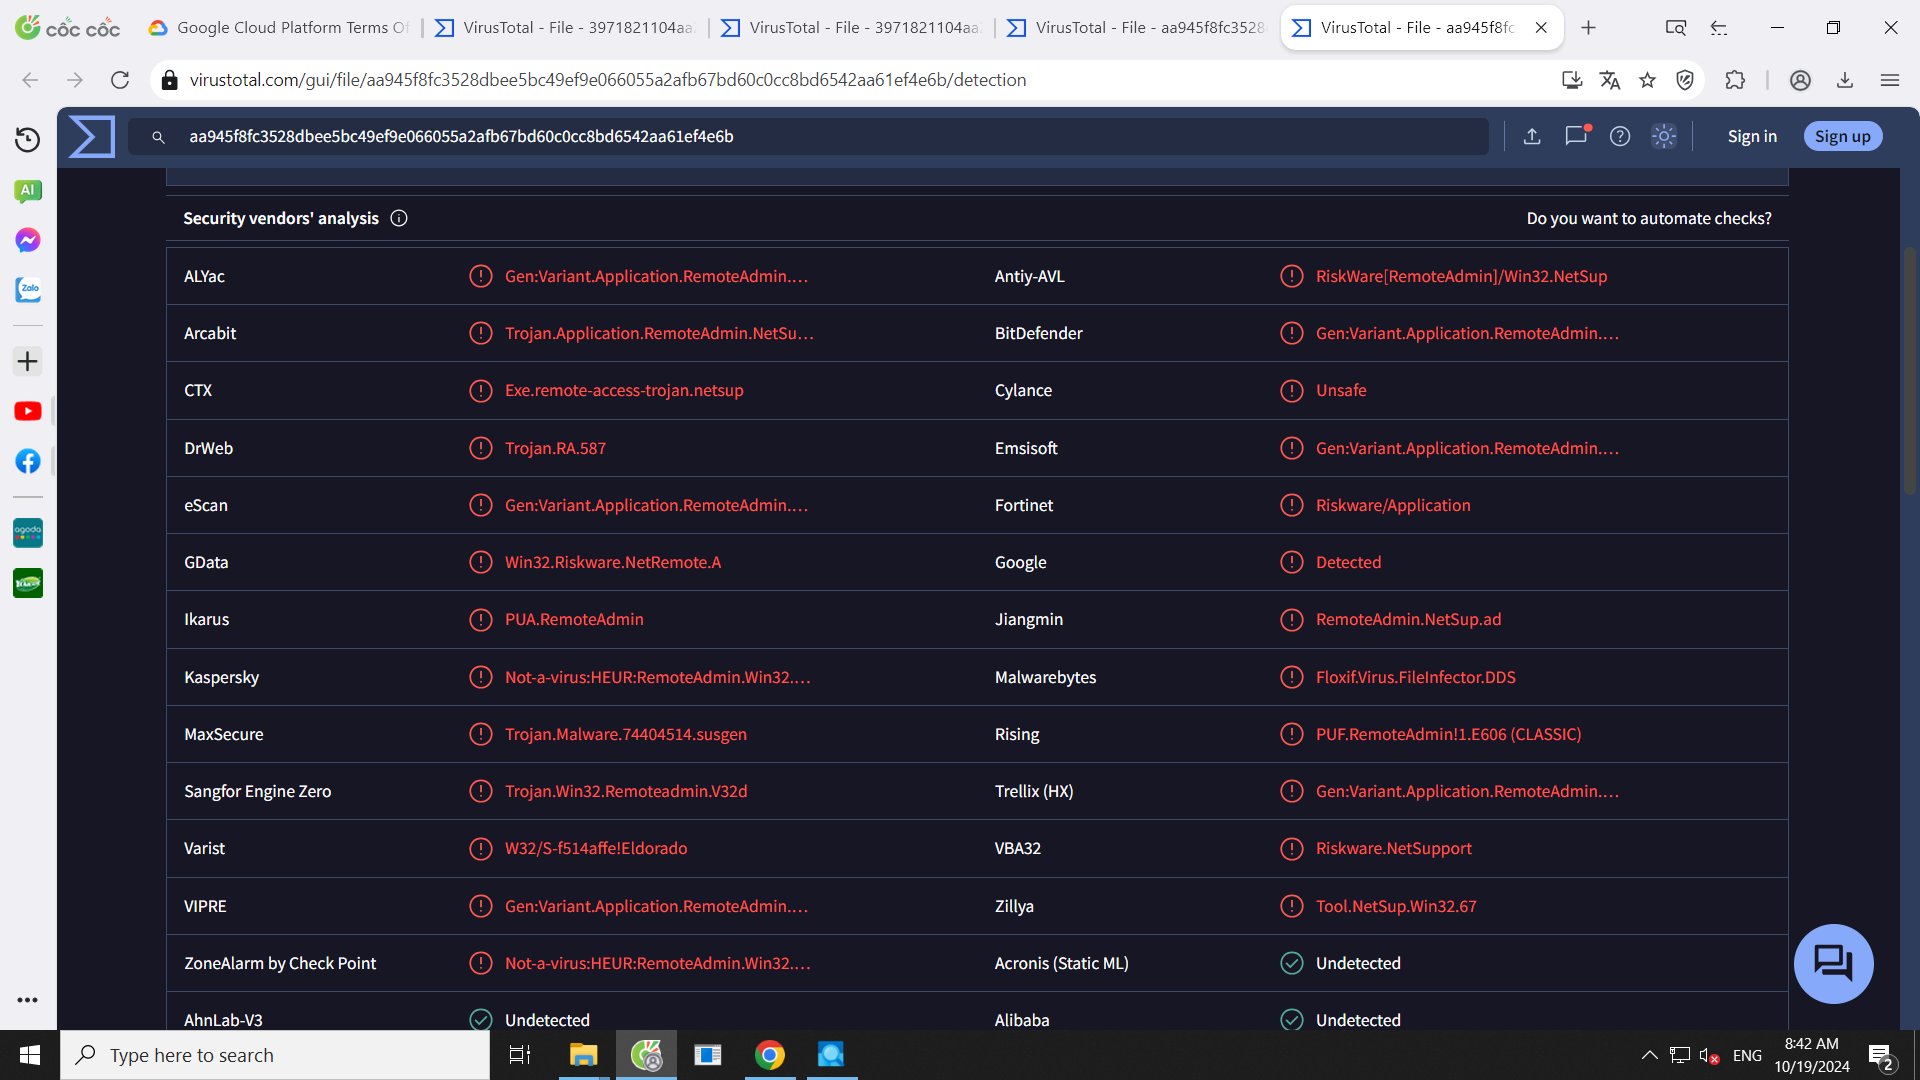 cốc cốc
Google Cloud Platform Terms Of
VirusTotal - File - 3971821104aa
VirusTotal - File - 3971821104aa
VirusTotal - File - aa945f8fc3528
VirusTotal - File - aa945f8fc
virustotal.com/gui/file/aa945f8fc3528dbee5bc49ef9e066055a2afb67bd60c0cc8bd6542aa61ef4e6b/detection
aa945f8fc3528dbee5bc49ef9e066055a2afb67bd60c0cc8bd6542aa61ef4e6b
Sign in
Sign up
AI
Zalo
agoda
Security vendors' analysis
Do you want to automate checks?
ALYac
Gen:Variant.Application.RemoteAdmin....
Antiy-AVL
RiskWare[RemoteAdmin]/Win32.NetSup
Arcabit
Trojan.Application.RemoteAdmin.NetSu...
BitDefender
Gen:Variant.Application.RemoteAdmin....
CTX
Exe.remote-access-trojan.netsup
Cylance
Unsafe
DrWeb
Trojan.RA.587
Emsisoft
Gen:Variant.Application.RemoteAdmin....
eScan
Gen:Variant.Application.RemoteAdmin....
Fortinet
Riskware/Application
GData
Win32.Riskware.NetRemote.A
Google
Detected
Ikarus
PUA.RemoteAdmin
Jiangmin
RemoteAdmin.NetSup.ad
Kaspersky
Not-a-virus:HEUR:RemoteAdmin.Win32....
Malwarebytes
Floxif.Virus.FileInfector.DDS
MaxSecure
Trojan.Malware.74404514.susgen
Rising
PUF.RemoteAdmin!1.E606 (CLASSIC)
Sangfor Engine Zero
Trojan.Win32.Remoteadmin.V32d
Trellix (HX)
Gen:Variant.Application.RemoteAdmin....
Varist
W32/S-f514affe!Eldorado
VBA32
Riskware.NetSupport
VIPRE
Gen:Variant.Application.RemoteAdmin....
Zillya
Tool.NetSup.Win32.67
ZoneAlarm by Check Point
Not-a-virus:HEUR:RemoteAdmin.Win32....
Acronis (Static ML)
Undetected
AhnLab-V3
Undetected
Alibaba
Undetected
Type here to search
ENG
8:42 AM
10/19/2024
2